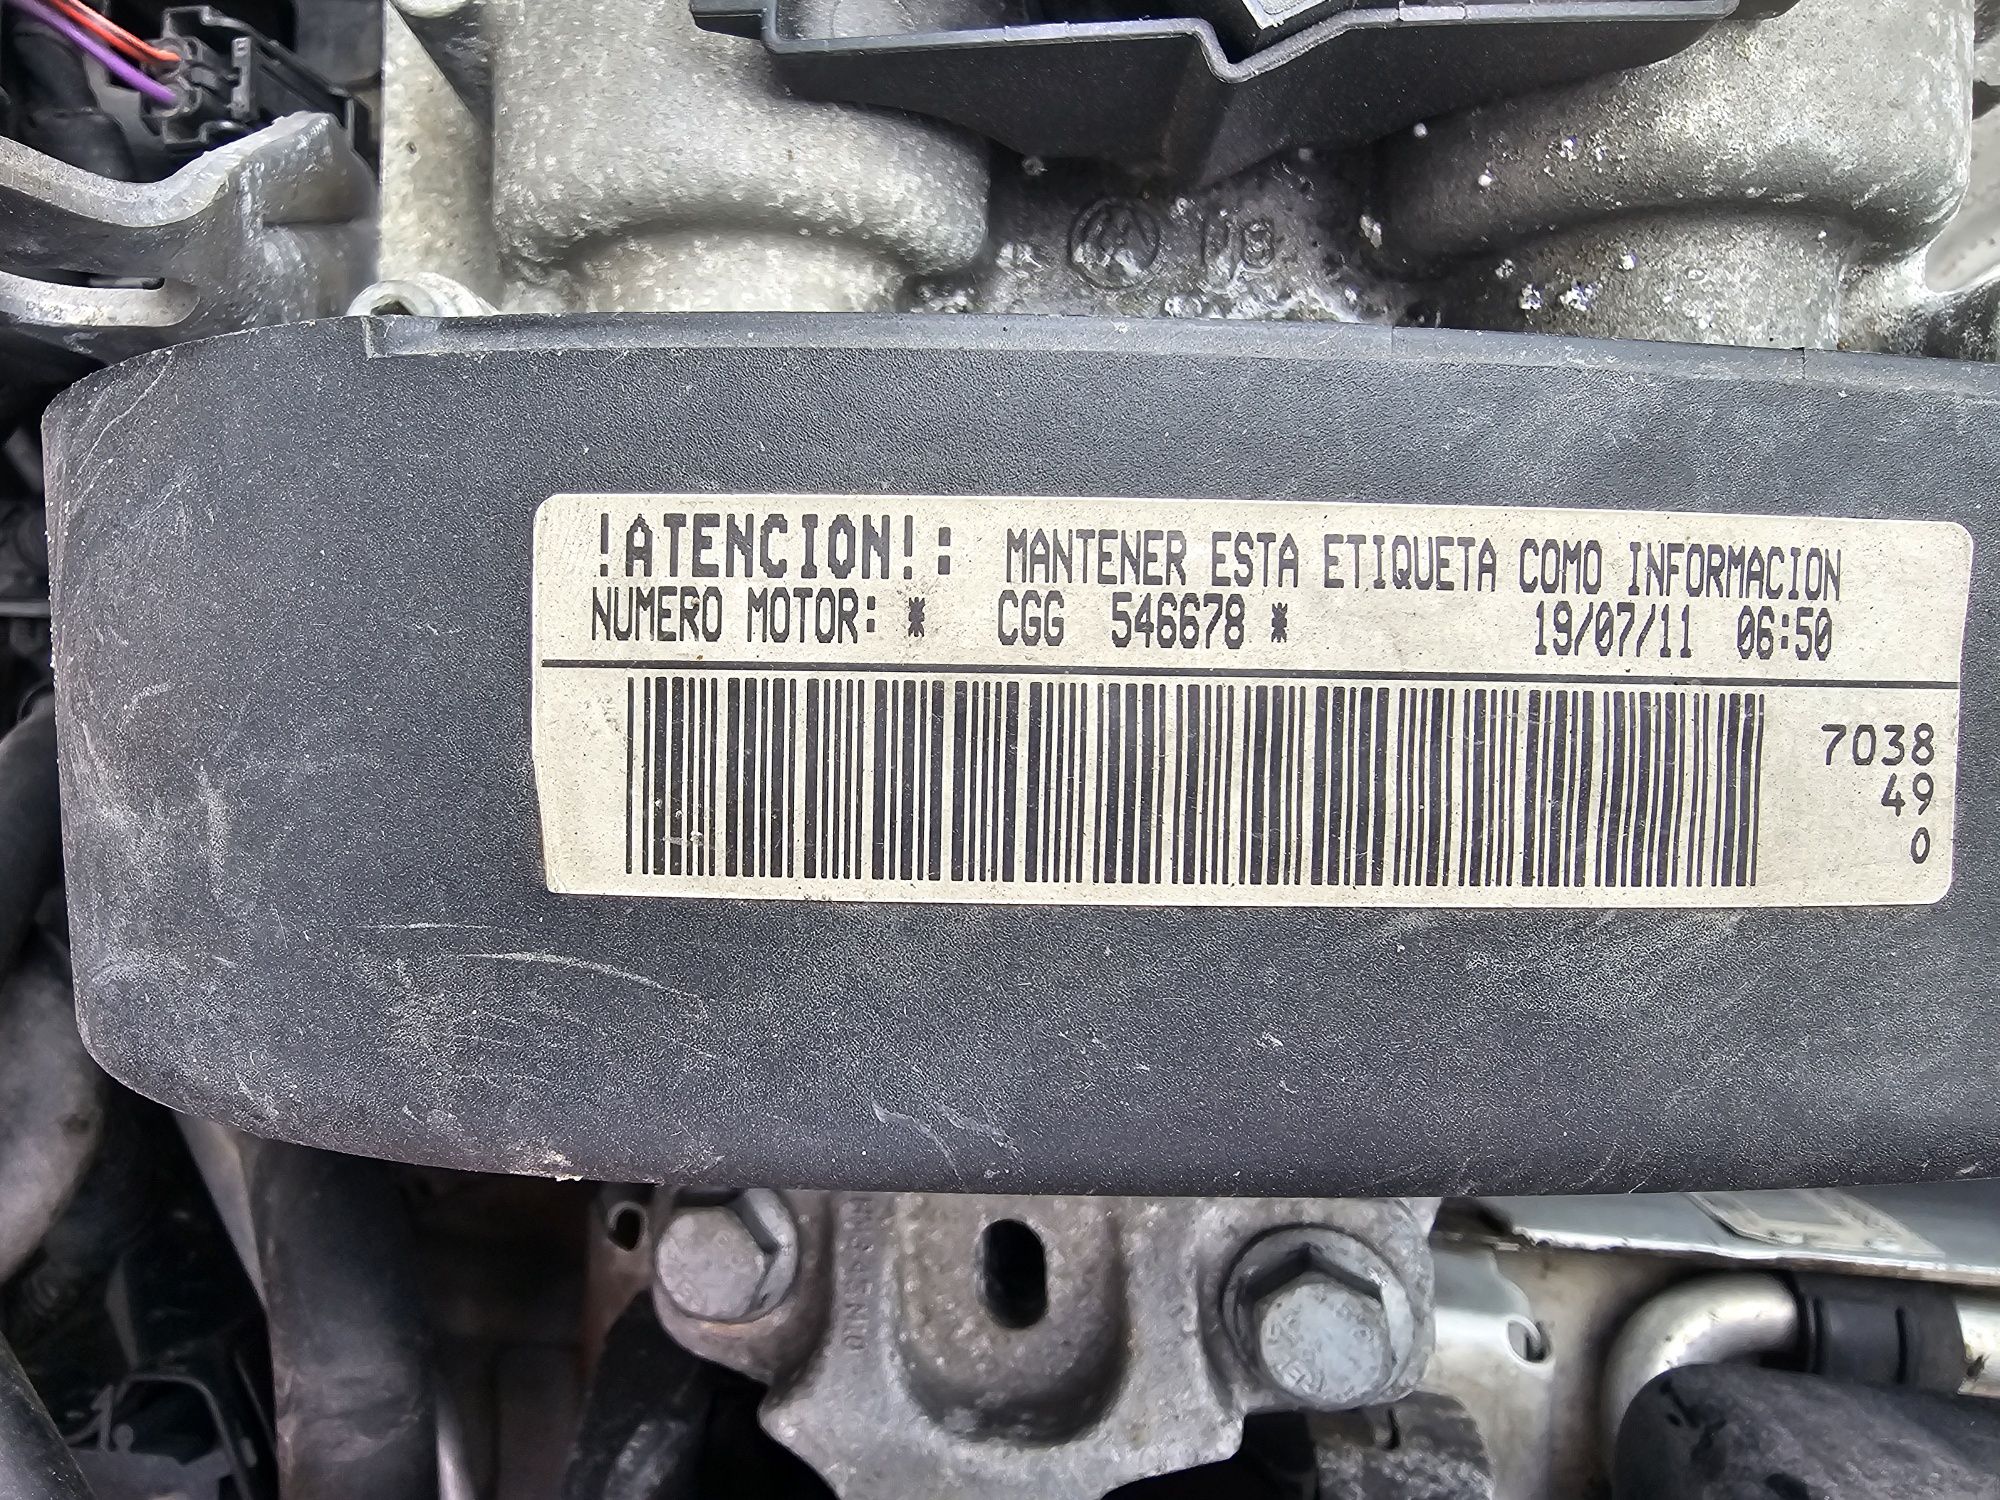 !ATENCION!: MANTENER ESTA ETIQUETA COMO INFORMACION
NUMERO MOTOR: * CGG 546678 * 19/07/11 06:50
7038
49
0